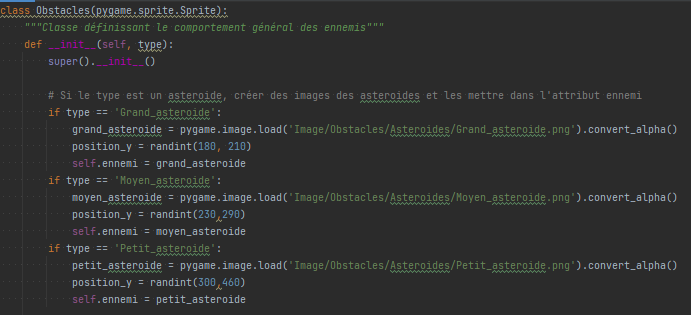 class Obstacles(pygame.sprite.Sprite):
"""Classe définissant le comportement général des ennemis"""
def __init__(self, type):
super().__init__()
# Si le type est un asteroide, créer des images des asteroides et les mettre dans l'attribut ennemi
if type == 'Grand_asteroide':
grand_asteroide = pygame.image.load('Image/Obstacles/Asteroides/Grand_asteroide.png').convert_alpha()
position_y = randint(180, 210)
self.ennemi = grand_asteroide
if type == 'Moyen_asteroide':
moyen_asteroide = pygame.image.load('Image/Obstacles/Asteroides/Moyen_asteroide.png').convert_alpha()
position_y = randint(230,290)
self.ennemi = moyen_asteroide
if type == 'Petit_asteroide':
petit_asteroide = pygame.image.load('Image/Obstacles/Asteroides/Petit_asteroide.png').convert_alpha()
position_y = randint(300,460)
self.ennemi = petit_asteroide